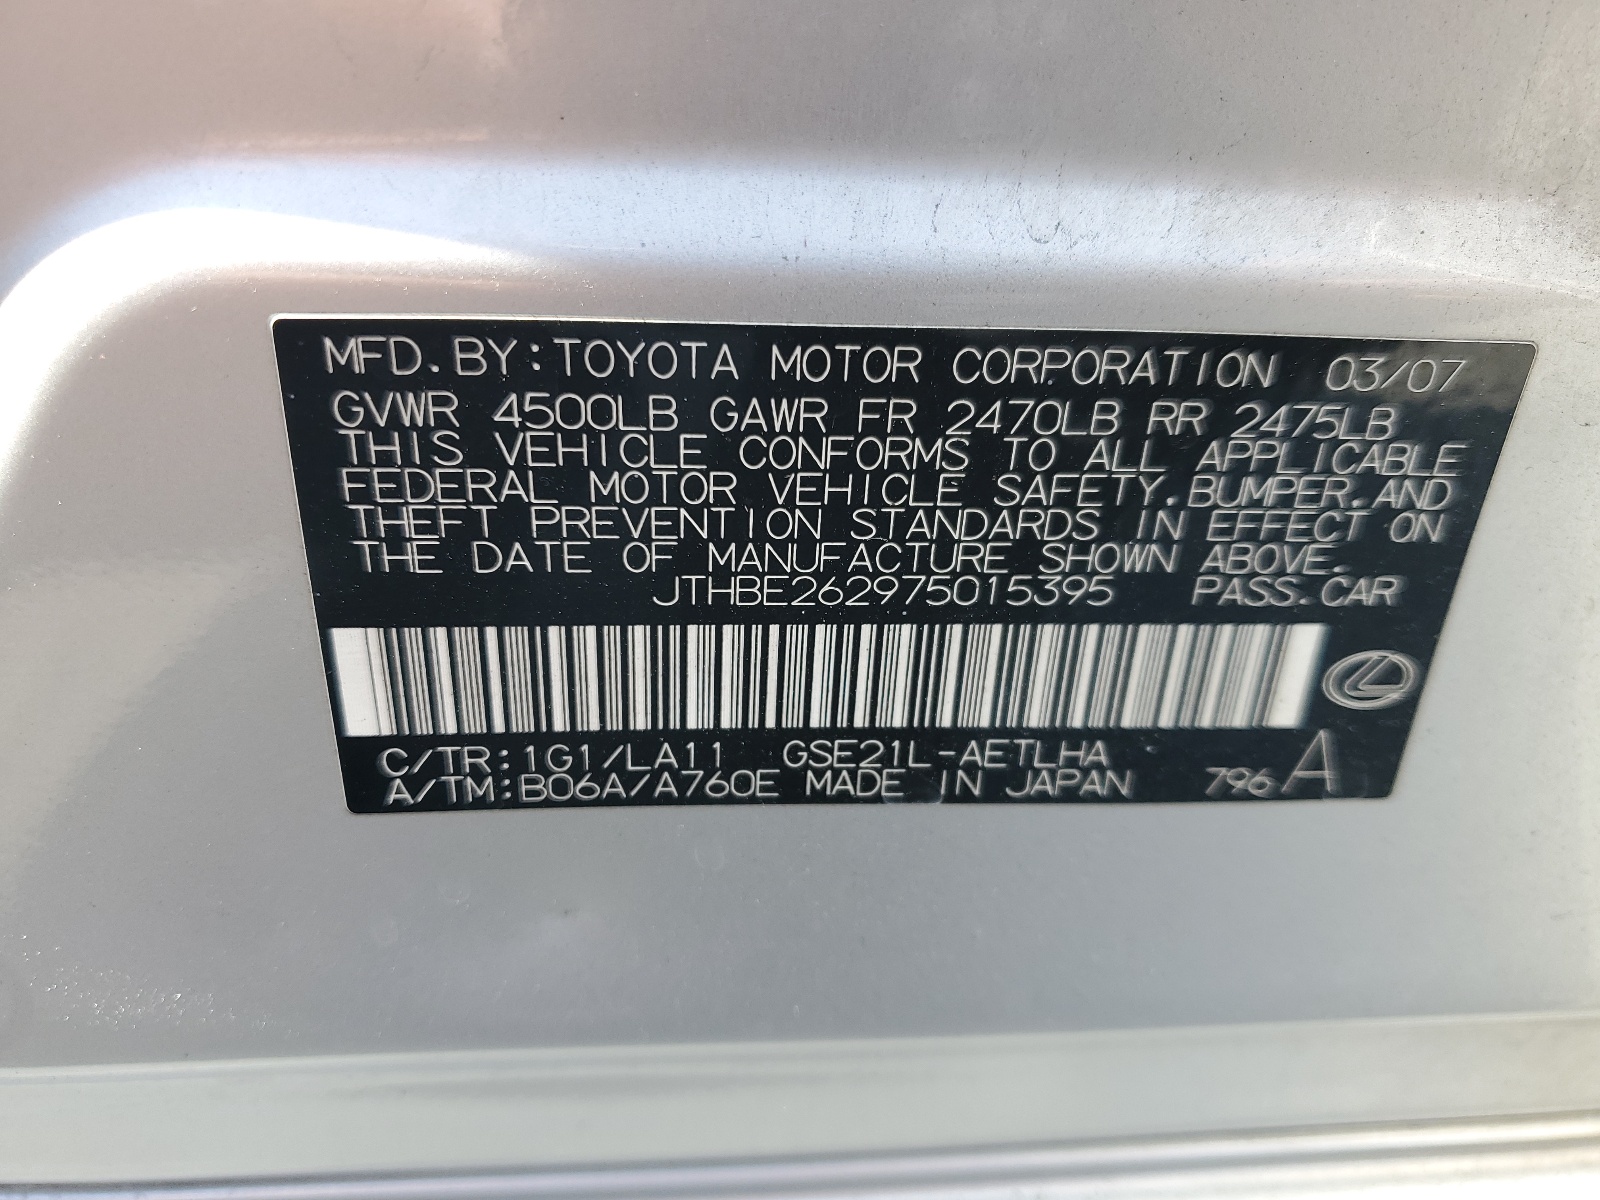 MFD. BY: TOYOTA MOTOR CORPORATION 03/07
GVWR 4500LB GAWR FR 2470LB RR 2475LB
THIS VEHICLE CONFORMS TO ALL APPLICABLE
FEDERAL MOTOR VEHICLE SAFETY, BUMPER, AND
THEFT PREVENTION STANDARDS IN EFFECT ON
THE DATE OF MANUFACTURE SHOWN ABOVE.
JTHBE262975015395 PASS. CAR
C/TR: 1G1/LA11 GSE21L-AETLHA
A/TM: B06A/A760E MADE IN JAPAN 796 A